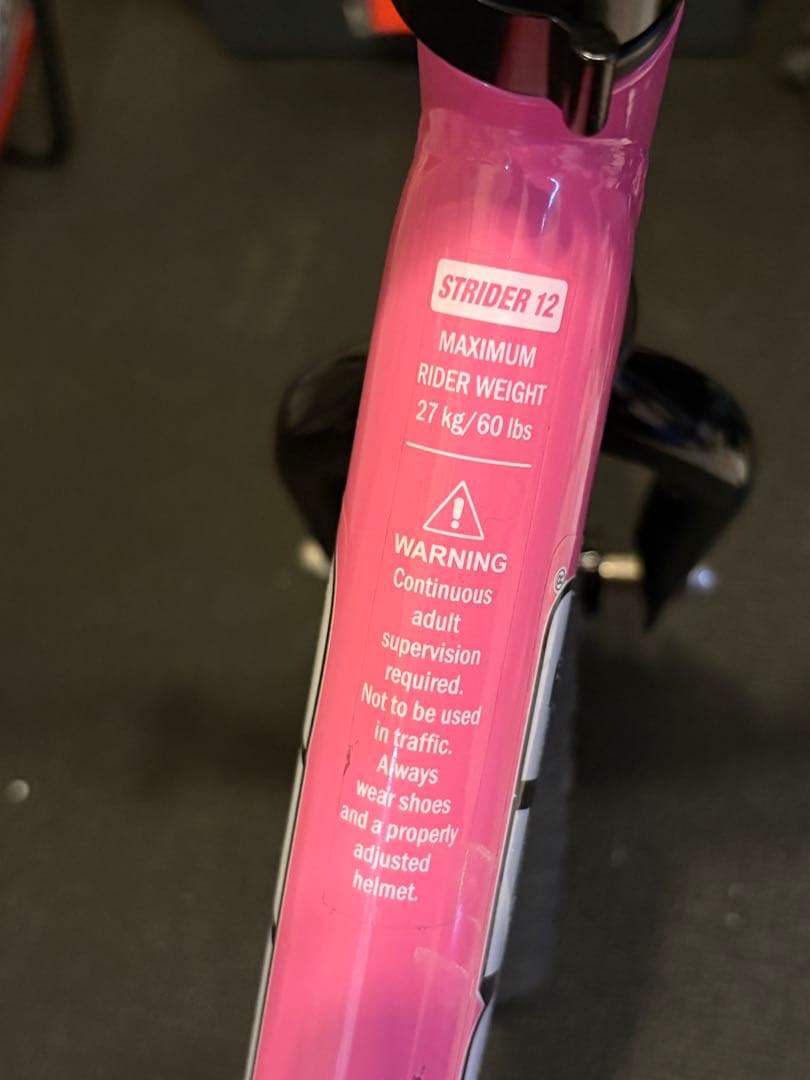 STRIDER 12
MAXIMUM
RIDER WEIGHT
27 kg/60 lbs
WARNING
Continuous
adult
supervision
required.
Not to be used
in traffic.
Always
wear shoes
and a properly
adjusted
helmet.
®